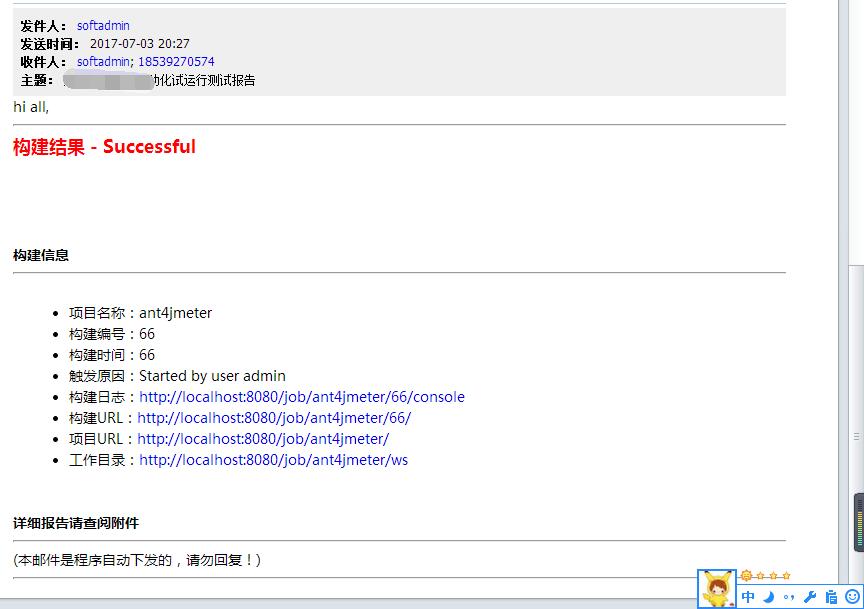 发件人： softadmin
发送时间： 2017-07-03 20:27
收件人： softadmin; 18539270574
主题： 动化试运行测试报告
hi all,
构建结果 - Successful
构建信息
• 项目名称：ant4jmeter
• 构建编号：66
• 构建时间：66
• 触发原因：Started by user admin
• 构建日志：http://localhost:8080/job/ant4jmeter/66/console
• 构建URL：http://localhost:8080/job/ant4jmeter/66/
• 项目URL：http://localhost:8080/job/ant4jmeter/
• 工作目录：http://localhost:8080/job/ant4jmeter/ws
详细报告请查阅附件
(本邮件是程序自动下发的，请勿回复！)
中